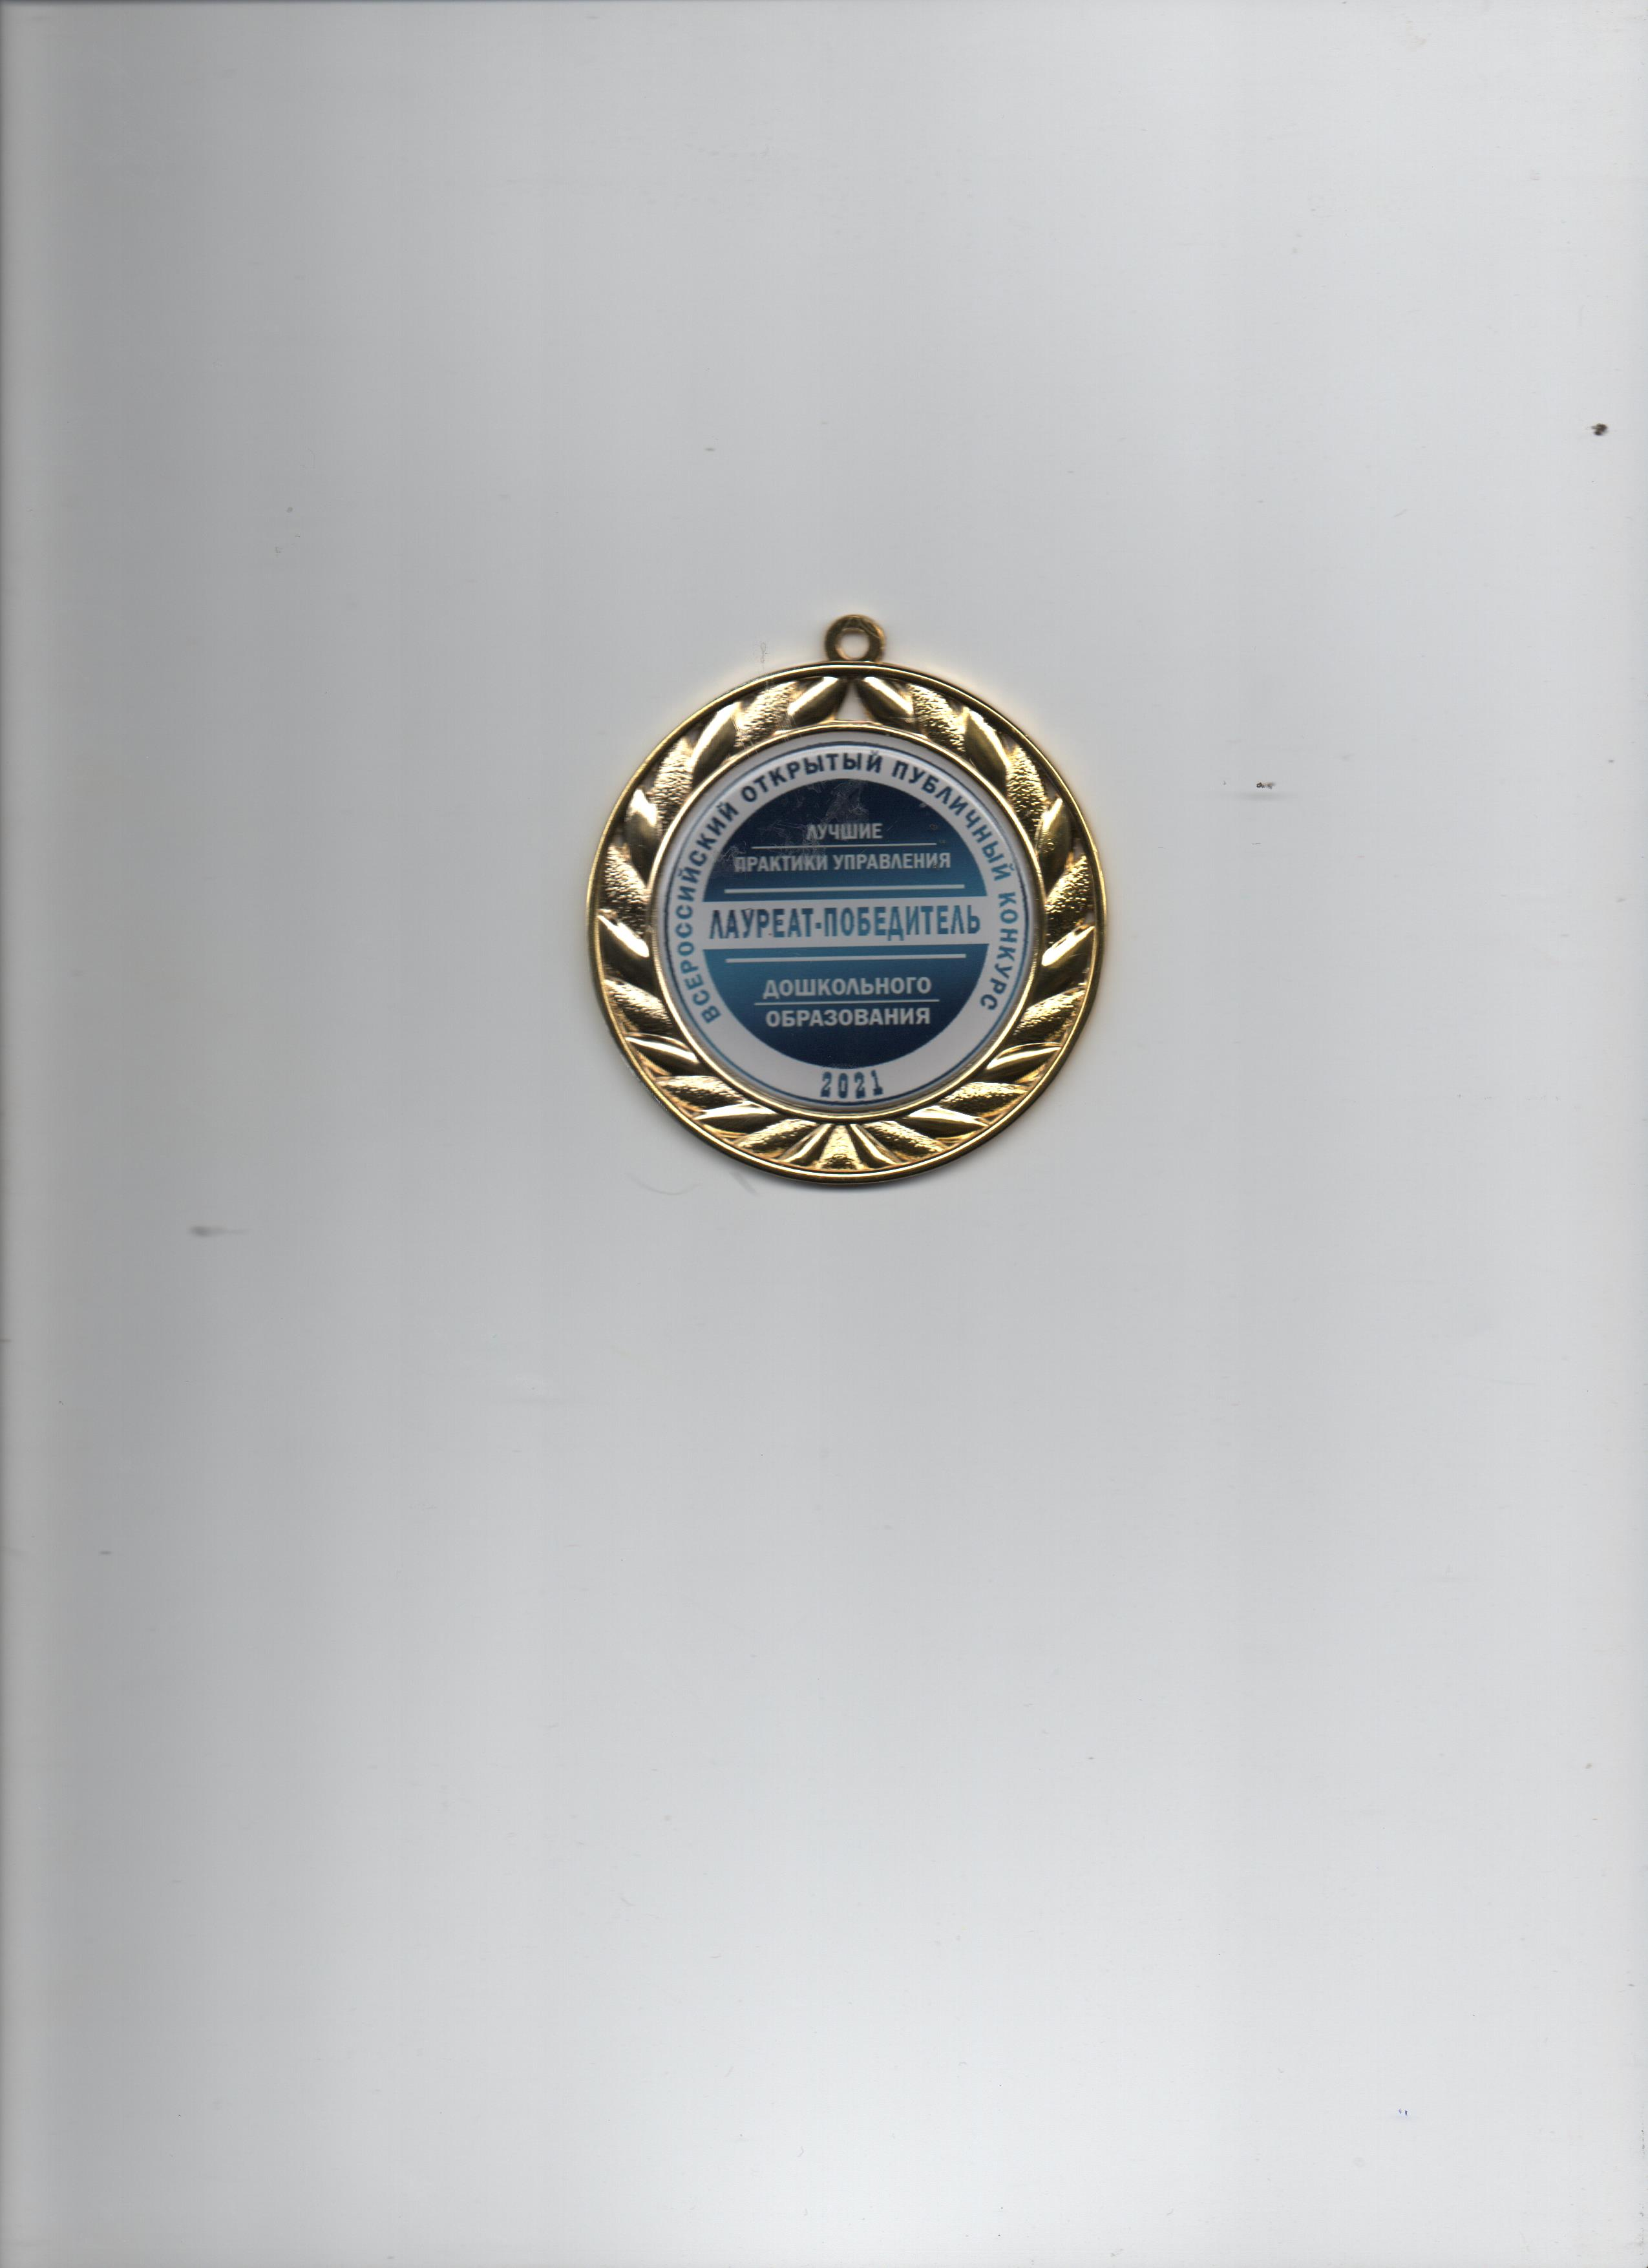 ВСЕРОССИЙСКИЙ ОТКРЫТЫЙ ПУБЛИЧНЫЙ КОНКУРС
ЛУЧШИЕ
ПРАКТИКИ УПРАВЛЕНИЯ
ЛАУРЕАТ-ПОБЕДИТЕЛЬ
ДОШКОЛЬНОГО
ОБРАЗОВАНИЯ
2021